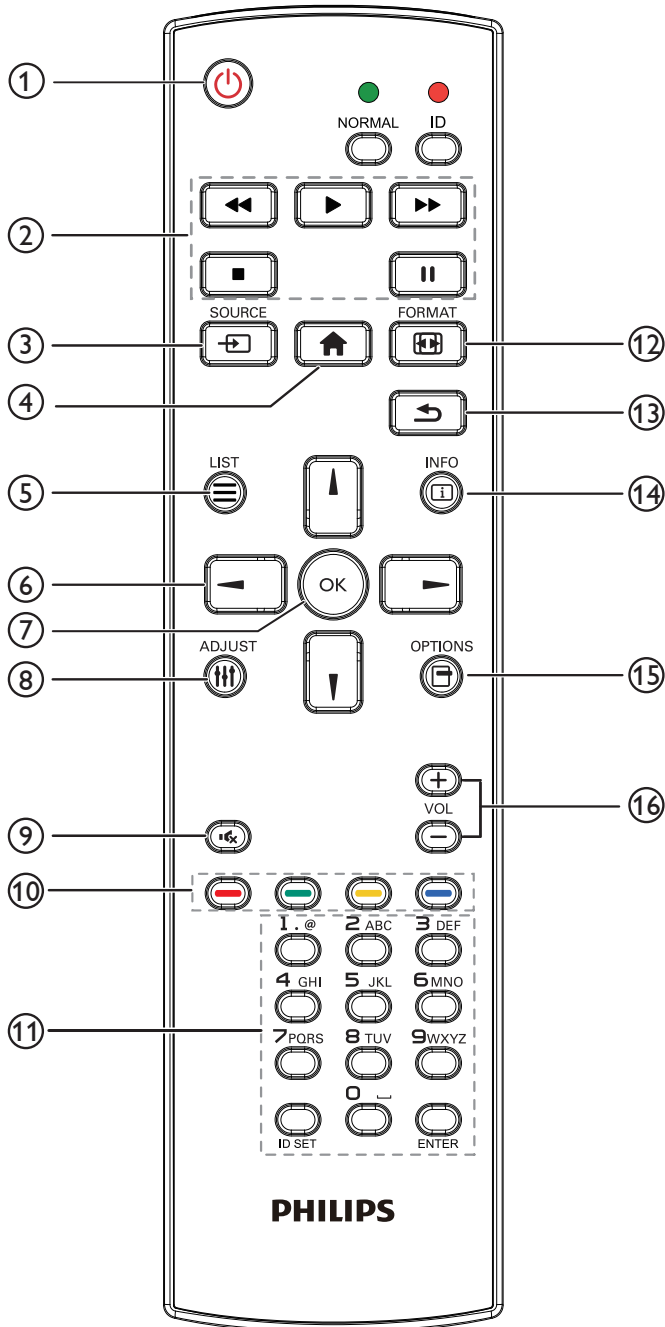 ①
NORMAL ID
②
SOURCE FORMAT
③ ⑫
④
⑬
LIST INFO
⑤ ⑭
⑥ OK
⑦
ADJUST OPTIONS
⑧ ⑮
VOL ⑯
⑨
⑩
1 . @ 2 ABC 3 DEF
4 GHI 5 JKL 6 MNO
⑪ 7 PQRS 8 TUV 9 WXYZ
0 ⎵
ID SET ENTER
PHILIPS